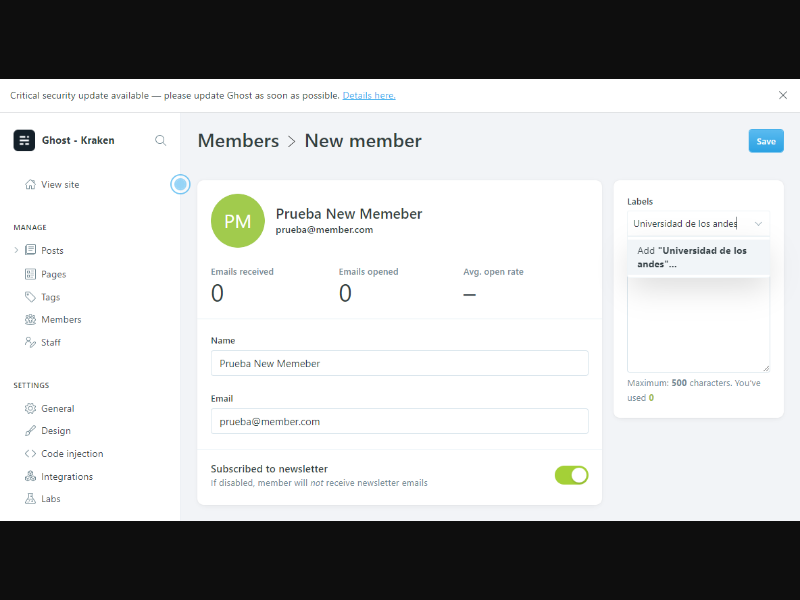 Critical security update available — please update Ghost as soon as possible. Details here.
Ghost - Kraken
Members > New member
Save
View site
MANAGE
Posts
Pages
Tags
Members
Staff
SETTINGS
General
Design
Code injection
Integrations
Labs
PM
Prueba New Memeber
prueba@member.com
Emails received
0
Emails opened
0
Avg. open rate
—
Name
Prueba New Memeber
Email
prueba@member.com
Subscribed to newsletter
If disabled, member will not receive newsletter emails
Labels
Universidad de los andes
Add "Universidad de los
andes"...
Maximum: 500 characters. You've
used 0